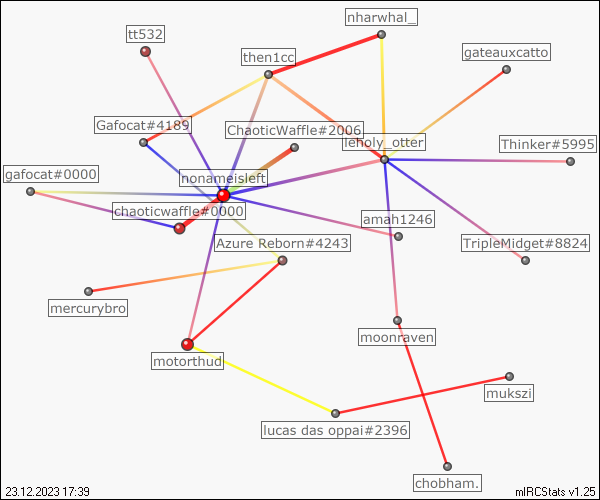 nharwhal_
tt532
then1cc
gateauxcatto
Gafocat#4189
ChaoticWaffle#2006
leholy_otter
Thinker#5995
gafocat#0000
nonameisleft
chaoticwaffle#0000
amah1246
Azure Reborn#4243
TripleMidget#8824
mercurybro
moonraven
motorthud
mukszi
lucas das oppai#2396
chobham.
23.12.2023 17:39
mIRCStats v1.25